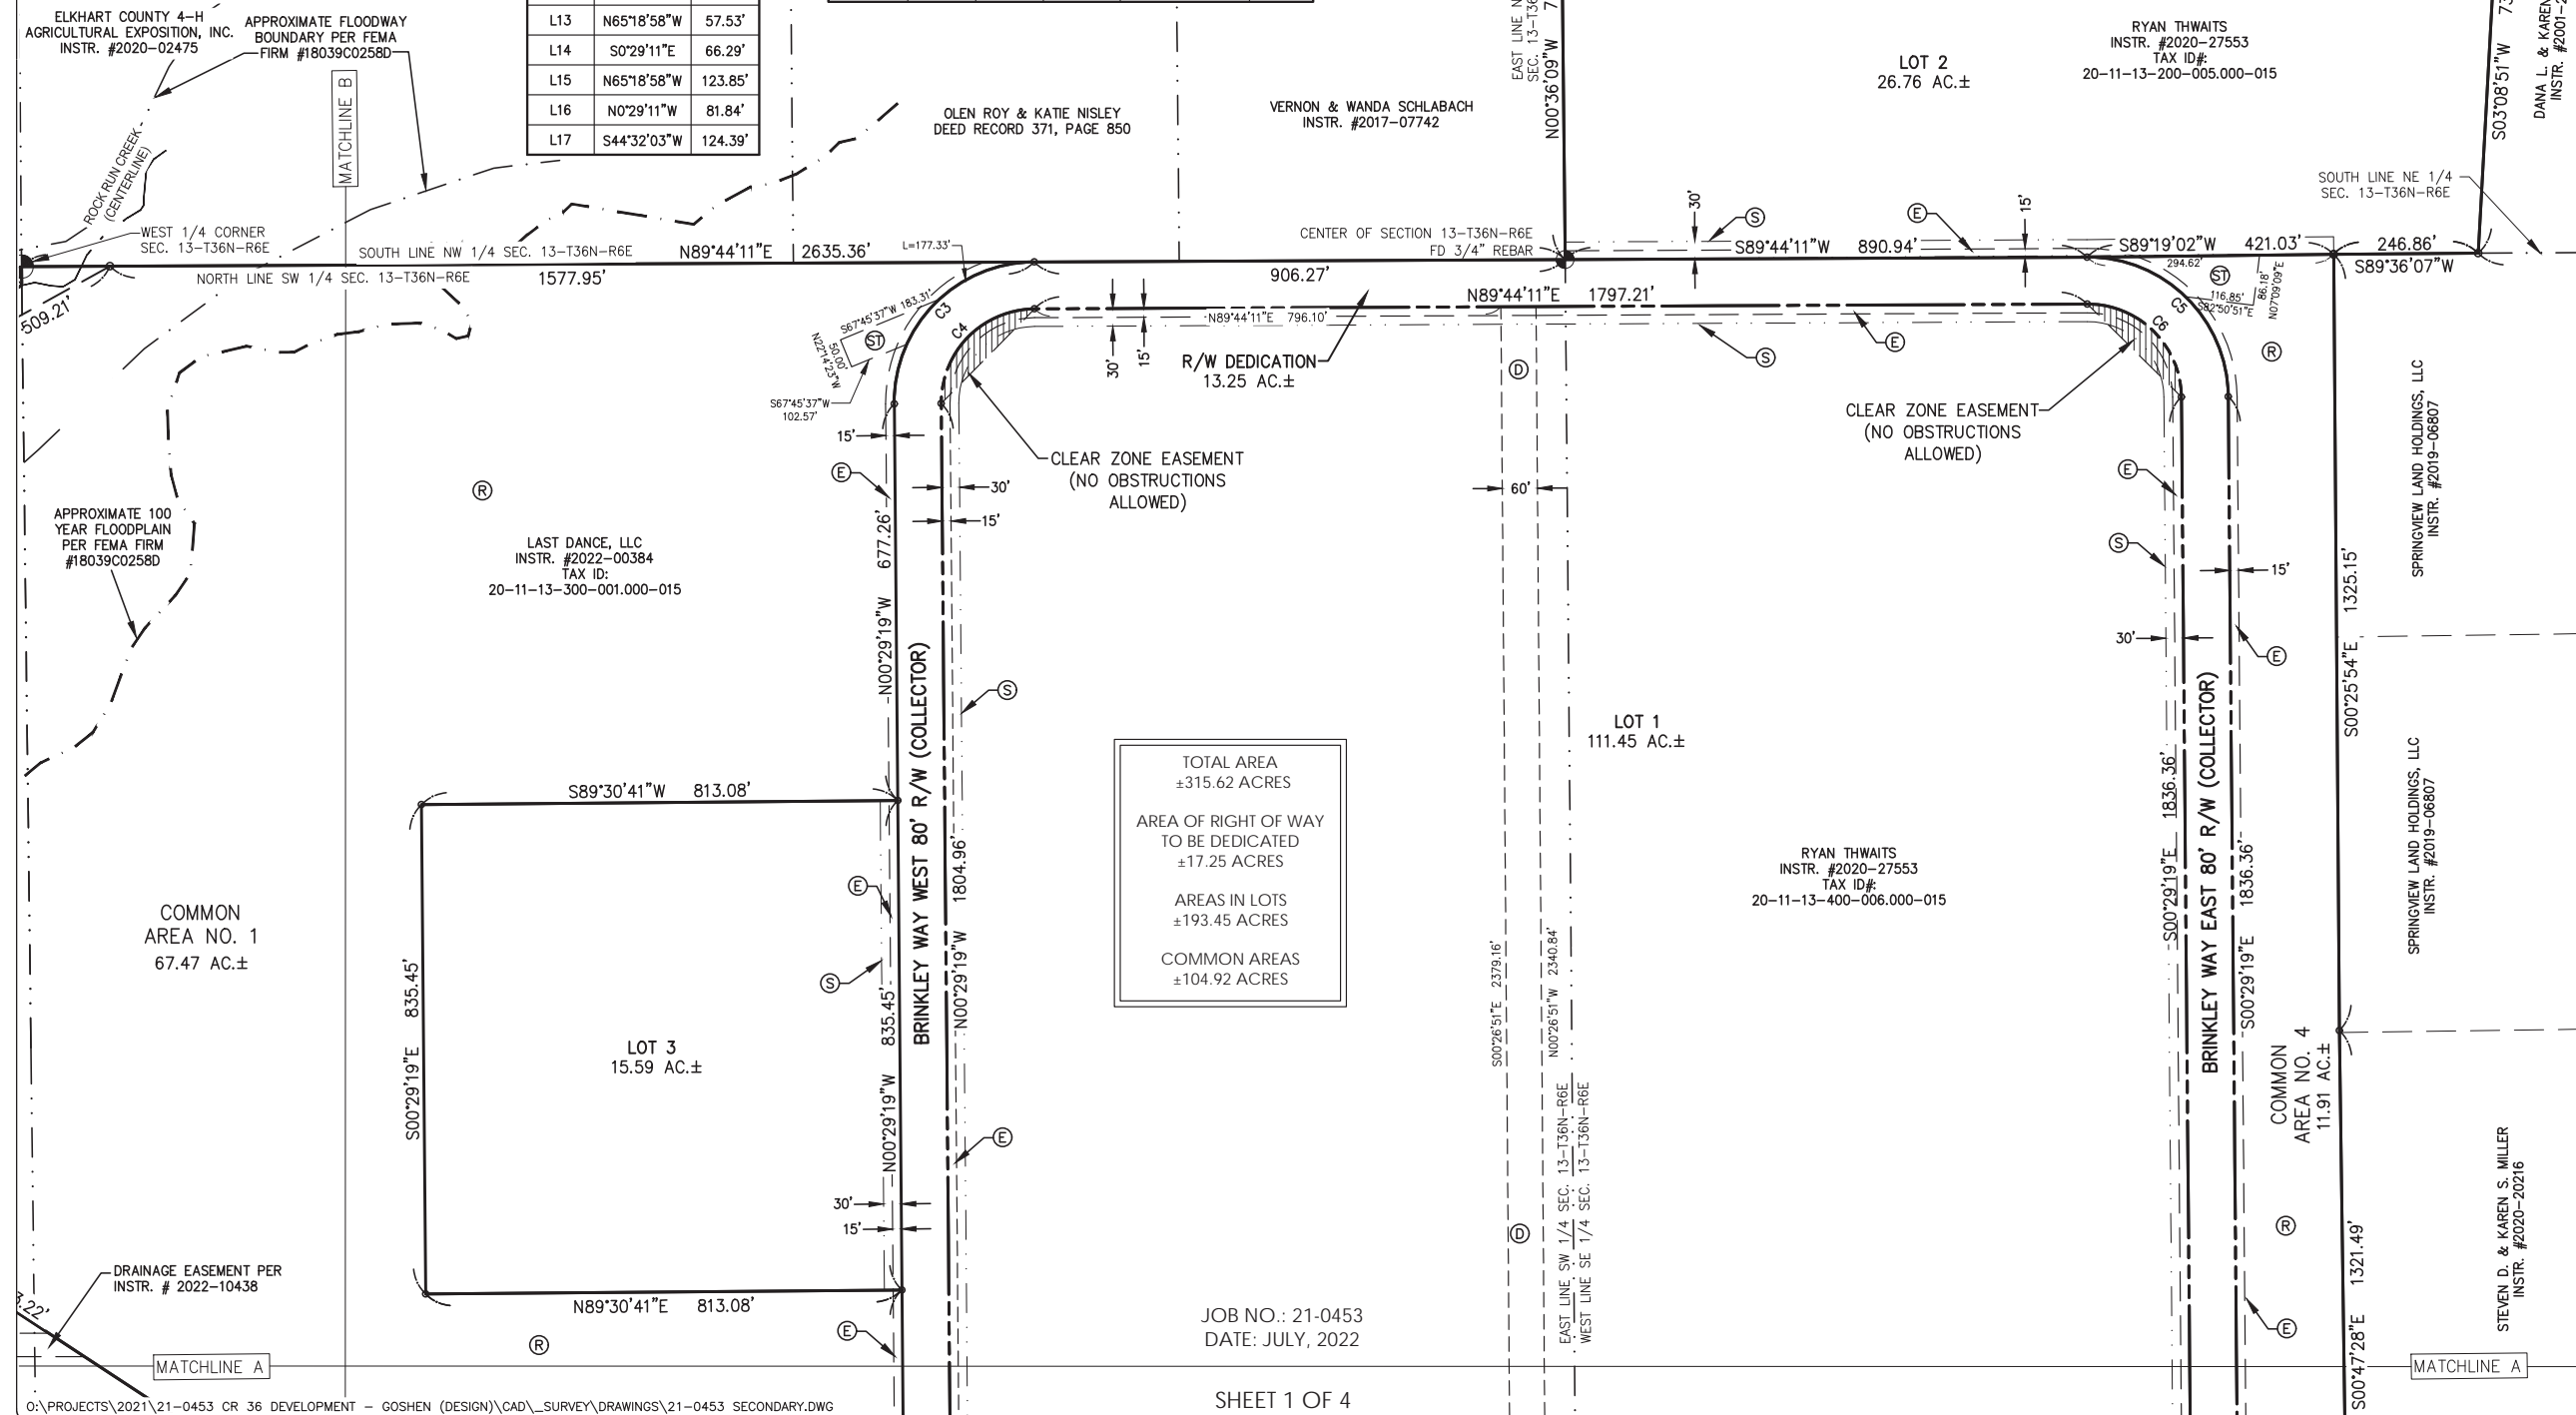 ELKHART COUNTY 4-H
AGRICULTURAL EXPOSITION, INC.
INSTR. #2020-02475
APPROXIMATE FLOODWAY
BOUNDARY PER FEMA
FIRM #18039C0258D
MATCHLINE B
ROCK RUN CREEK
(CENTERLINE)
L13 N65°18'58"W 57.53'
L14 S0°29'11"E 66.29'
L15 N65°18'58"W 123.85'
L16 N0°29'11"W 81.84'
L17 S44°32'03"W 124.39'
OLEN ROY & KATIE NISLEY
DEED RECORD 371, PAGE 850
VERNON & WANDA SCHLABACH
INSTR. #2017-07742
N00°36'09"W
LOT 2
26.76 AC.±
RYAN THWAITS
INSTR. #2020-27553
TAX ID#:
20-11-13-200-005.000-015
S03°08'51"W
SOUTH LINE NE 1/4
SEC. 13-T36N-R6E
WEST 1/4 CORNER
SEC. 13-T36N-R6E
SOUTH LINE NW 1/4 SEC. 13-T36N-R6E
N89°44'11"E 2635.36'
L=177.33'
CENTER OF SECTION 13-T36N-R6E
FD 3/4" REBAR
30'
S
E
15'
S89°44'11"W 890.94'
S89°19'02"W 421.03'
246.86'
S89°36'07"W
NORTH LINE SW 1/4 SEC. 13-T36N-R6E
1577.95'
906.27'
509.21'
294.62'
ST
86.18'
N07°09'09"E
116.85'
S82°50'51"E
C5
C6
S67°45'37"W 183.31'
C3
C4
ST
50.00'
N22°14'23"W
S67°45'37"W
102.57'
N89°44'11"E 1797.21'
N89°44'11"E 796.10'
30'
15'
R/W DEDICATION
13.25 AC.±
S
E
D
R
CLEAR ZONE EASEMENT
(NO OBSTRUCTIONS
ALLOWED)
CLEAR ZONE EASEMENT
(NO OBSTRUCTIONS
ALLOWED)
15'
E
30'
15'
60'
E
S
15'
30'
E
R
APPROXIMATE 100
YEAR FLOODPLAIN
PER FEMA FIRM
#18039C0258D
LAST DANCE, LLC
INSTR. #2022-00384
TAX ID:
20-11-13-300-001.000-015
N00°29'19"W 677.26'
BRINKLEY WAY WEST 80' R/W (COLLECTOR)
S
N00°29'19"W 1804.96'
SPRINGVIEW LAND HOLDINGS, LLC
INSTR. #2019-06807
S00°25'54"E 1325.15'
SPRINGVIEW LAND HOLDINGS, LLC
INSTR. #2019-06807
LOT 1
111.45 AC.±
TOTAL AREA
±315.62 ACRES
AREA OF RIGHT OF WAY
TO BE DEDICATED
±17.25 ACRES
AREAS IN LOTS
±193.45 ACRES
COMMON AREAS
±104.92 ACRES
RYAN THWAITS
INSTR. #2020-27553
TAX ID#:
20-11-13-400-006.000-015
S00°29'19"E 1836.36'
BRINKLEY WAY EAST 80' R/W (COLLECTOR)
S00°29'19"E 1836.36'
S89°30'41"W 813.08'
COMMON
AREA NO. 1
67.47 AC.±
S00°29'19"E 835.45'
LOT 3
15.59 AC.±
E
S
N00°29'19"W 835.45'
30'
15'
E
S00°26'51"E 2379.16'
N00°26'51"W 2340.84'
D
EAST LINE SW 1/4 SEC. 13-T36N-R6E
WEST LINE SE 1/4 SEC. 13-T36N-R6E
COMMON
AREA NO. 4
11.91 AC.±
R
E
STEVEN D. & KAREN S. MILLER
INSTR. #2020-20216
S00°47'28"E 1321.49'
DRAINAGE EASEMENT PER
INSTR. # 2022-10438
N89°30'41"E 813.08'
R
E
JOB NO.: 21-0453
DATE: JULY, 2022
MATCHLINE A
MATCHLINE A
O:\PROJECTS\2021\21-0453 CR 36 DEVELOPMENT - GOSHEN (DESIGN)\CAD\_SURVEY\DRAWINGS\21-0453 SECONDARY.DWG
SHEET 1 OF 4